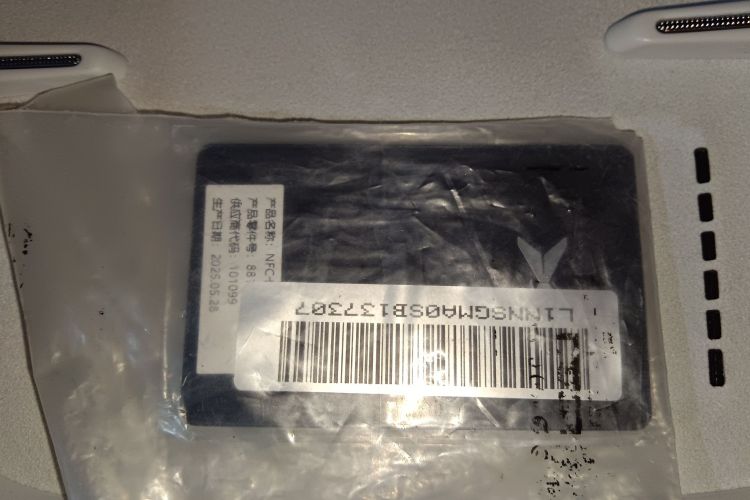 产品名称：NFC-
产品零件号：
供应商代码：101099
生产日期：2025.05.28
L1NNSGMA0SB137307